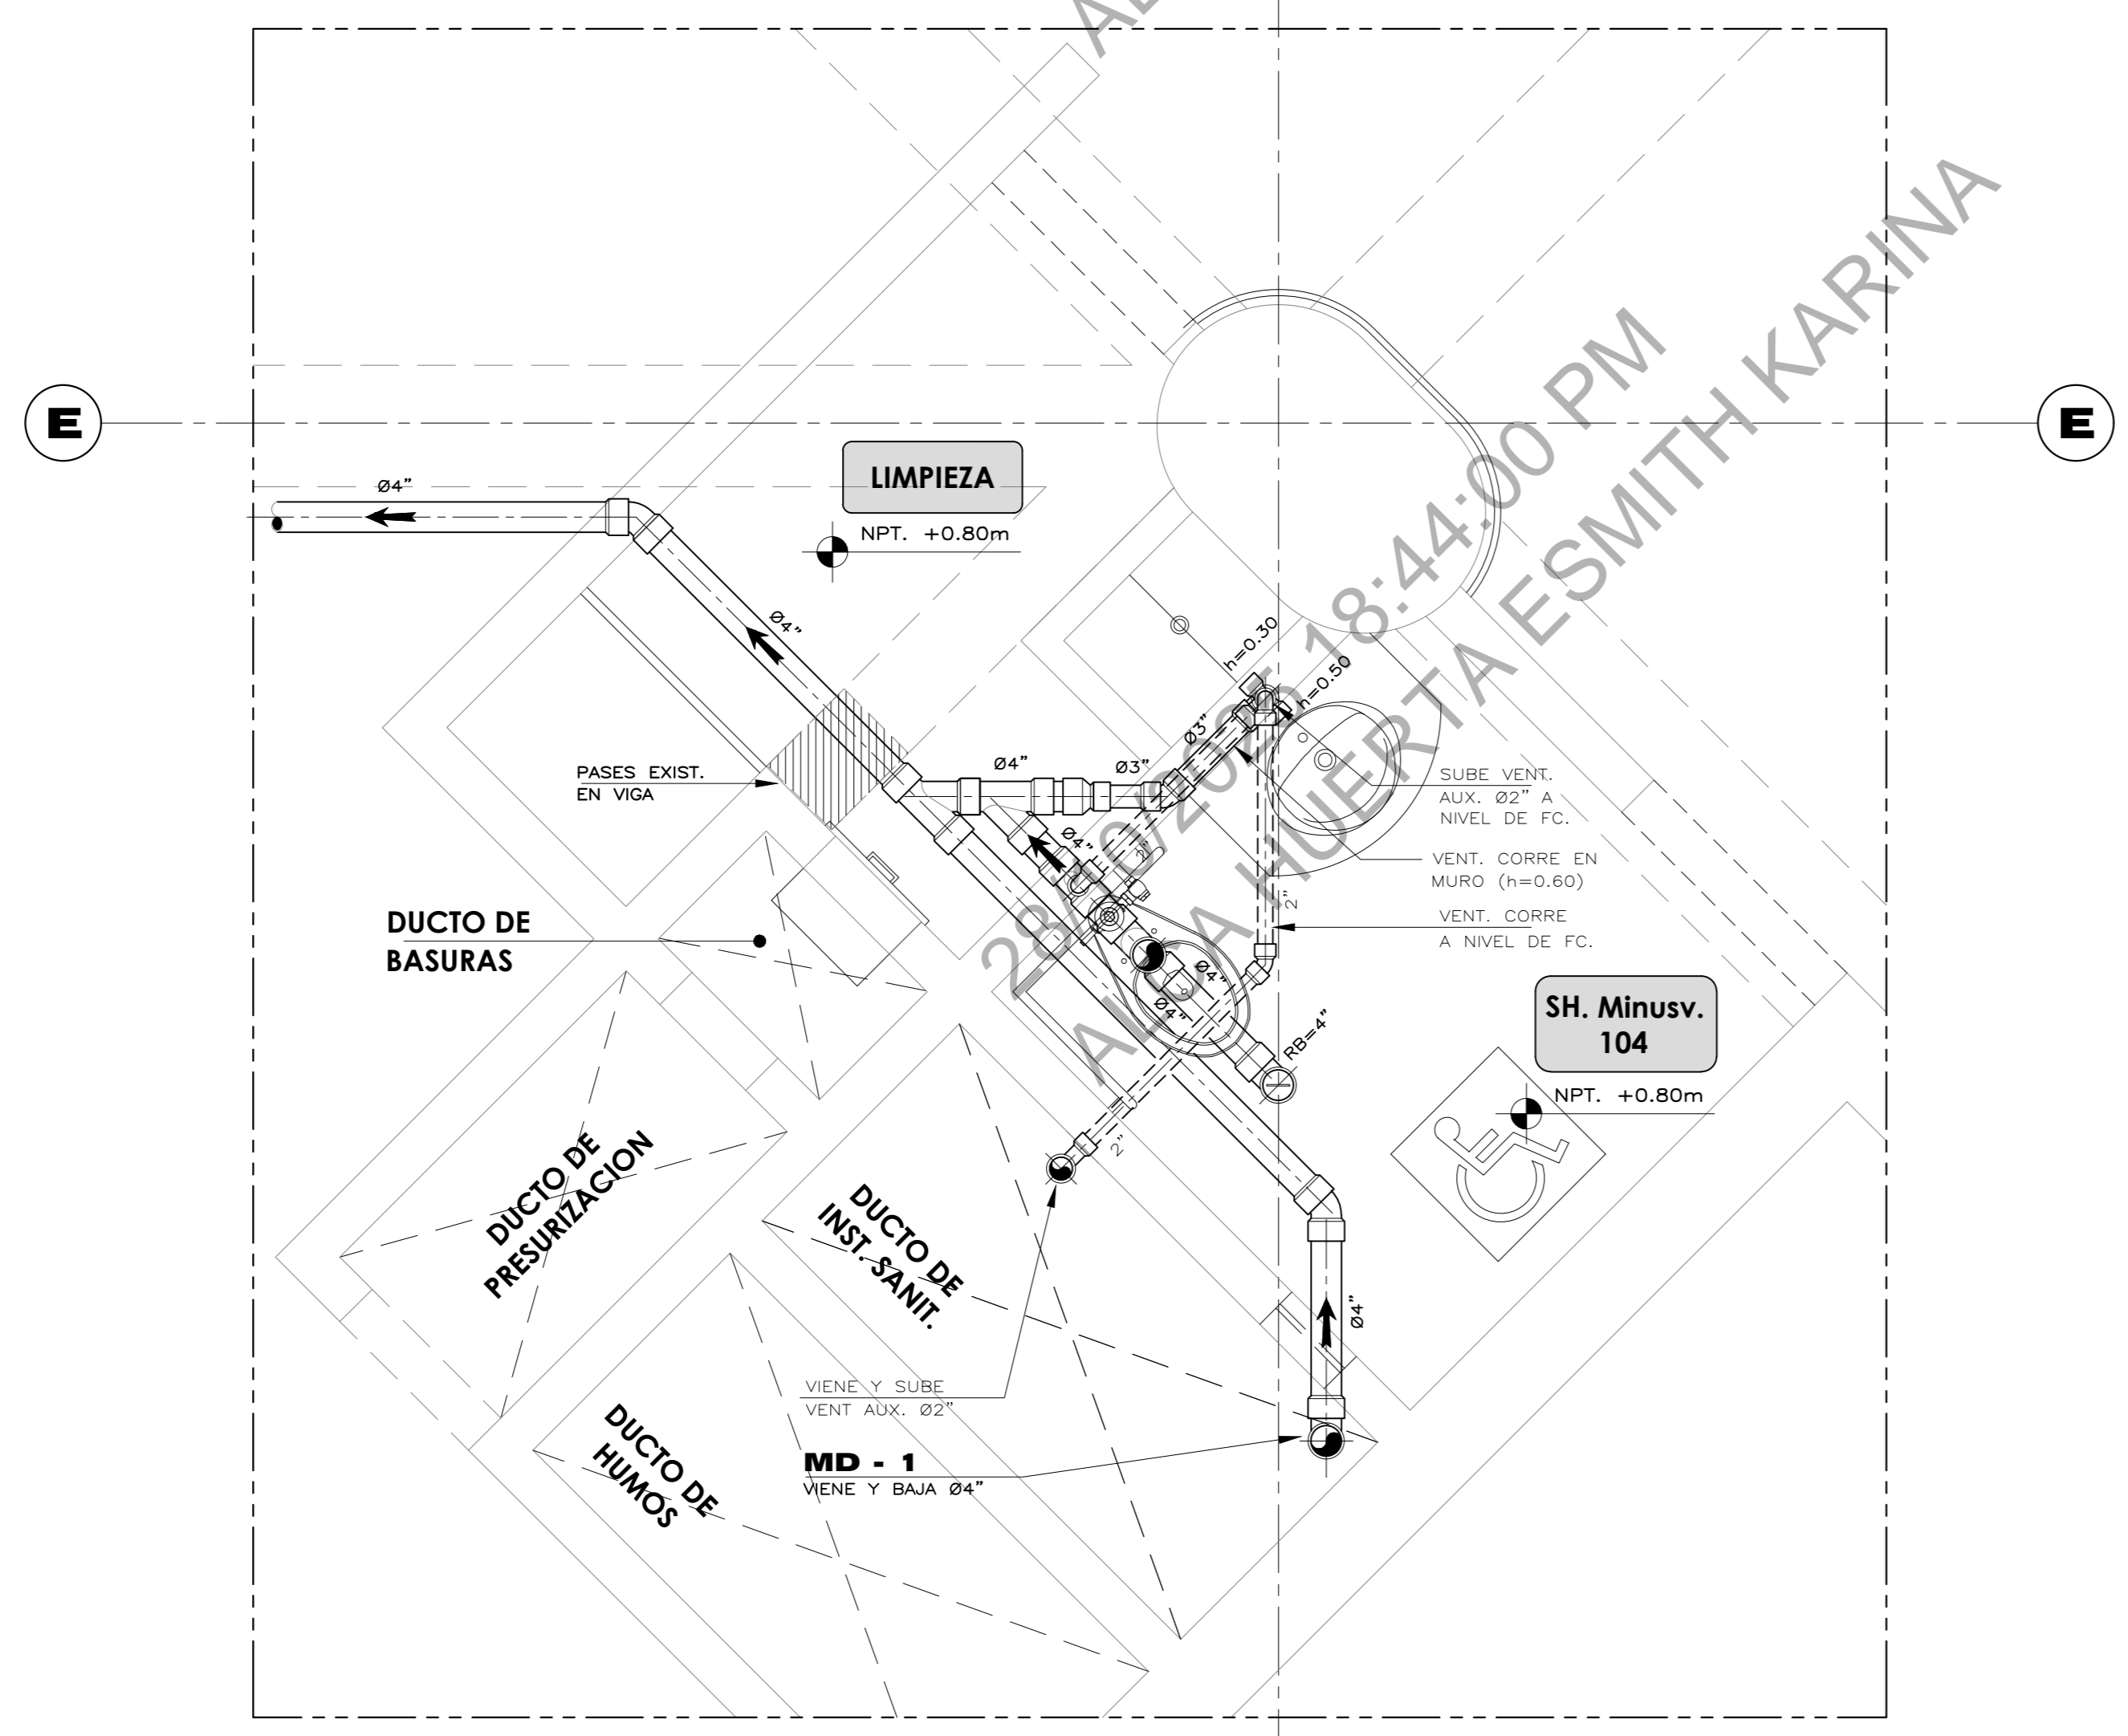 E
E
Ø4”
LIMPIEZA
NPT. +0.80m
Ø4”
h=0.30
h=0.50
Ø3”
Ø4”
Ø3”
PASES EXIST.
EN VIGA
SUBE VENT.
AUX. Ø2” A
NIVEL DE FC.
Ø4”
2”
VENT. CORRE EN
MURO (h=0.60)
2”
DUCTO DE
BASURAS
VENT. CORRE
A NIVEL DE FC.
Ø4”
Ø4”
SH. Minusv.
104
RB=4”
NPT. +0.80m
2”
DUCTO DE
PRESURIZACION
DUCTO DE
INST. SANIT.
Ø4”
VIENE Y SUBE
VENT AUX. Ø2”
DUCTO DE
HUMOS
MD - 1
VIENE Y BAJA Ø4”
28/10/2025 18:44:00 PM
ALCA HUERTA ESMITH KARINA